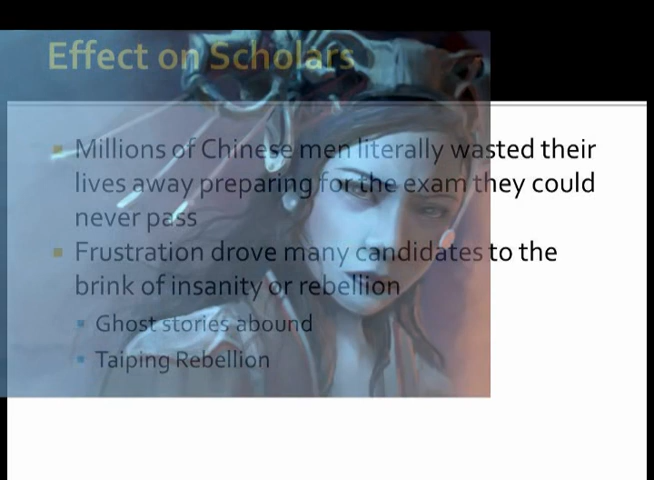 Effect on Scholars
Millions of Chinese men literally wasted their
lives away preparing for the exam they could
never pass
Frustration drove many candidates to the
brink of insanity or rebellion
Ghost stories abound
Taiping Rebellion